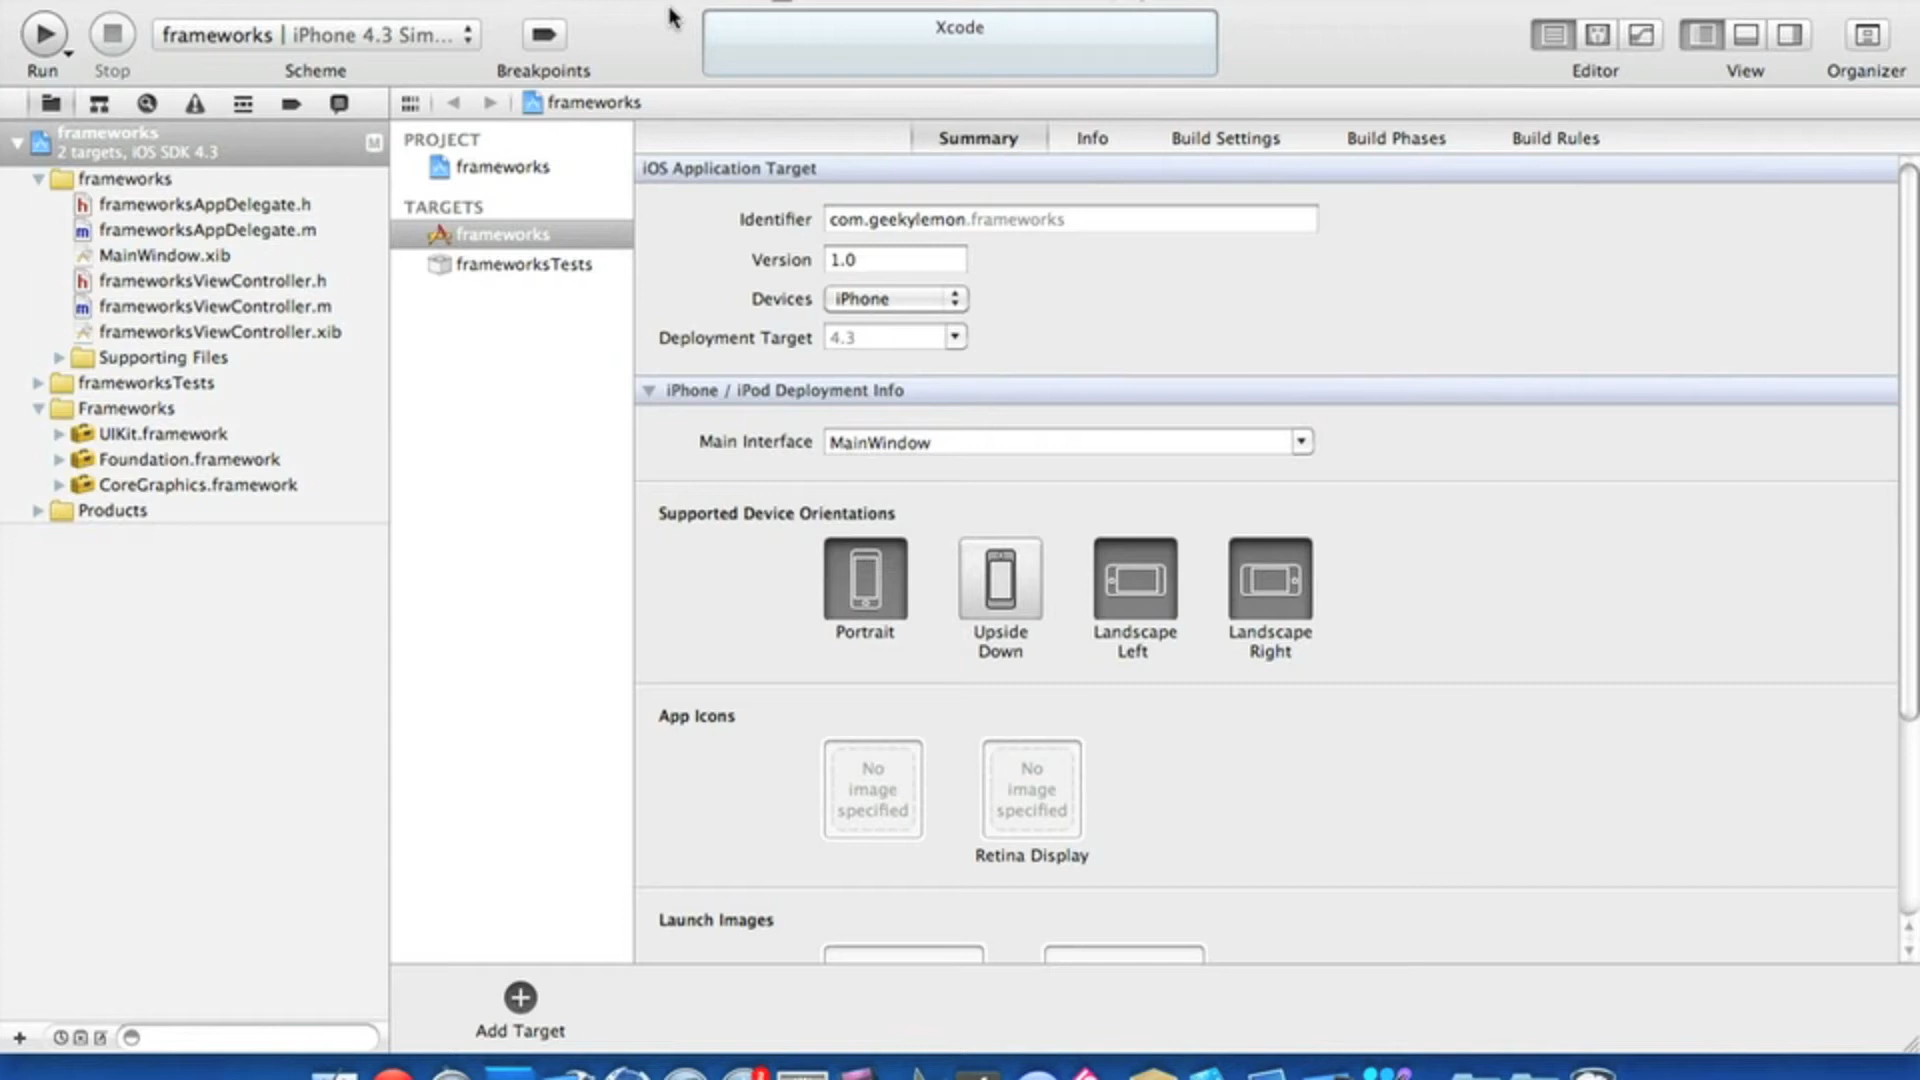 Xcode
frameworks | iPhone 4.3 Sim...
Run
Stop
Scheme
Breakpoints
Editor
View
Organizer
frameworks
2 targets, iOS SDK 4.3
M
frameworks
h frameworksAppDelegate.h
m frameworksAppDelegate.m
MainWindow.xib
h frameworksViewController.h
m frameworksViewController.m
frameworksViewController.xib
Supporting Files
frameworksTests
Frameworks
UIKit.framework
Foundation.framework
CoreGraphics.framework
Products
frameworks
PROJECT
frameworks
TARGETS
frameworks
frameworksTests
Summary
Info
Build Settings
Build Phases
Build Rules
iOS Application Target
Identifier com.geekylemon.frameworks
Version 1.0
Devices iPhone
Deployment Target 4.3
iPhone / iPod Deployment Info
Main Interface MainWindow
Supported Device Orientations
Portrait
Upside
Down
Landscape
Left
Landscape
Right
App Icons
No
image
specified
No
image
specified
Retina Display
Launch Images
Add Target